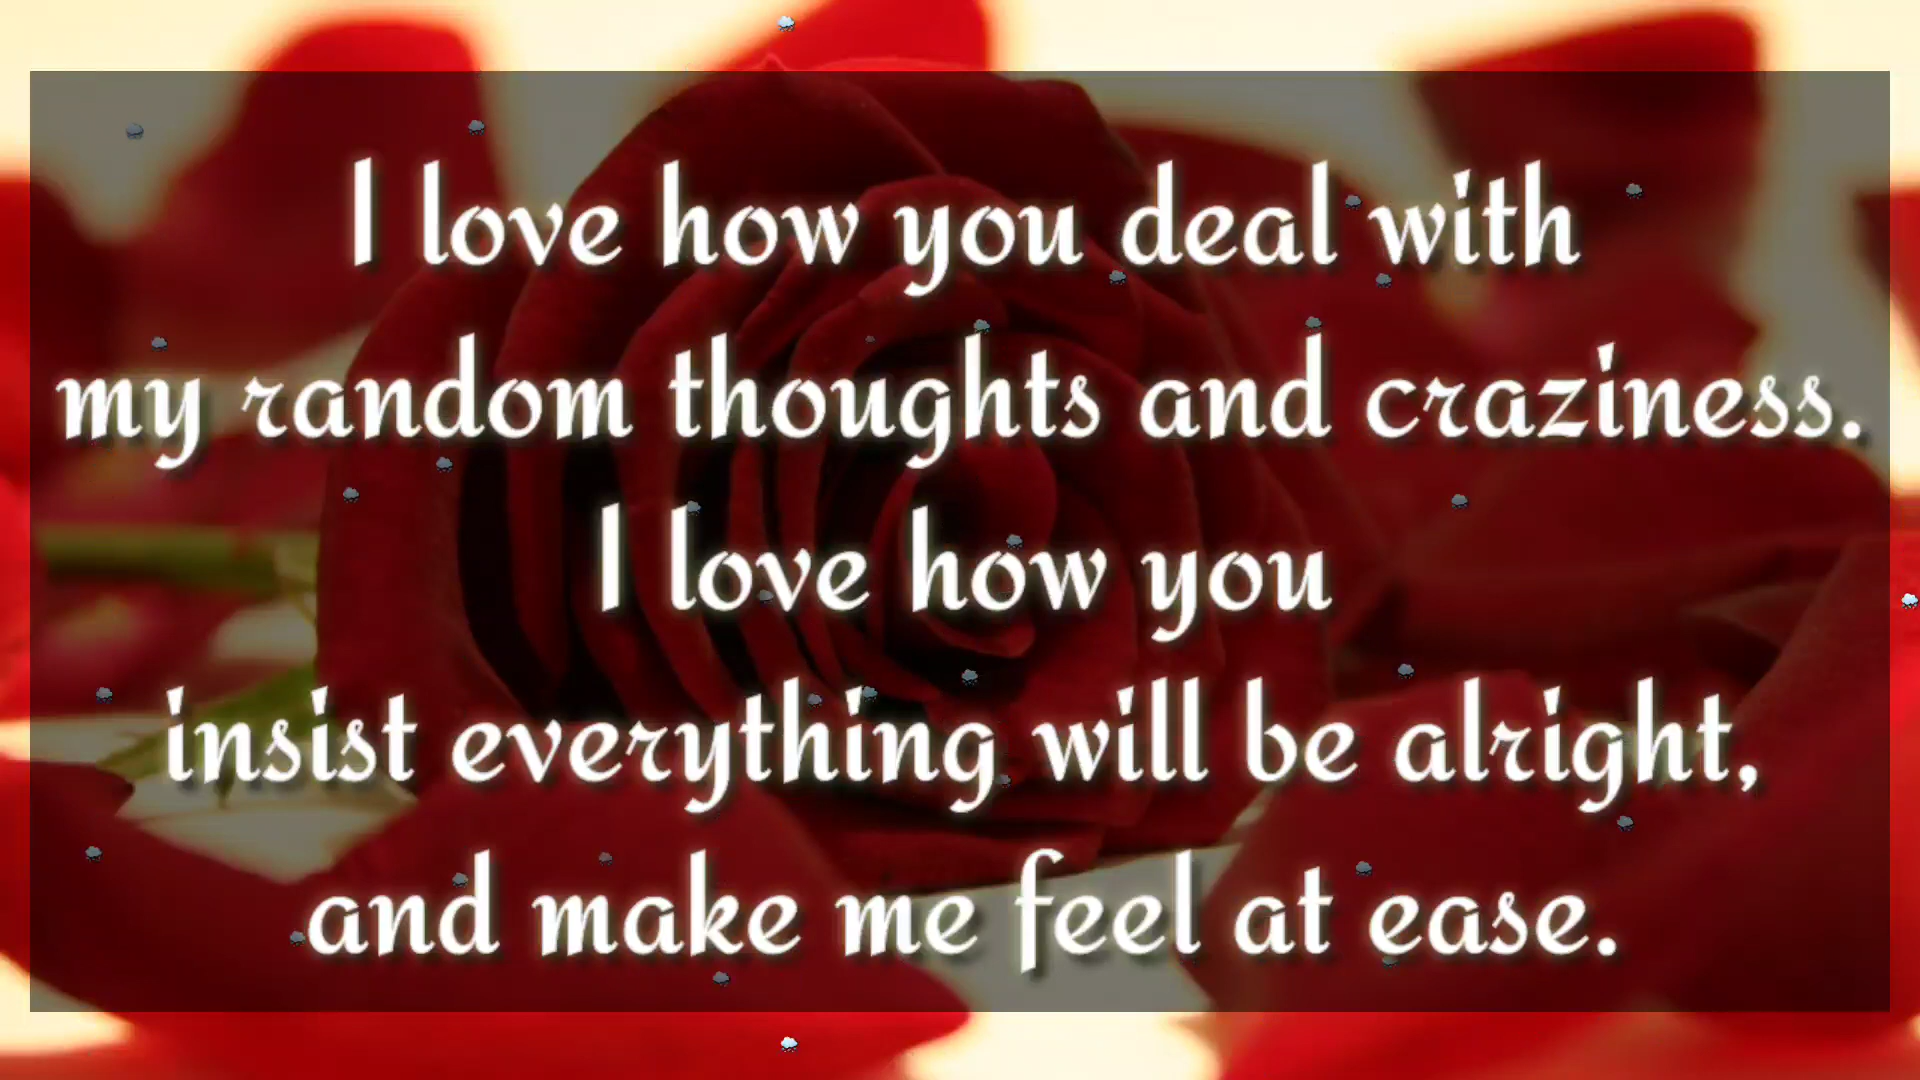 I love how you deal with
my random thoughts and craziness.
I love how you
insist everything will be alright,
and make me feel at ease.